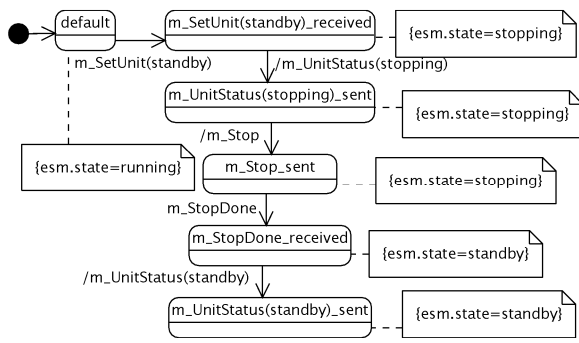 default
m_SetUnit(standby)_received
{esm.state=stopping}
m_SetUnit(standby)
/m_UnitStatus(stopping)
m_UnitStatus(stopping)_sent
{esm.state=stopping}
/m_Stop
{esm.state=running}
m_Stop_sent
{esm.state=stopping}
m_StopDone
m_StopDone_received
{esm.state=standby}
/m_UnitStatus(standby)
m_UnitStatus(standby)_sent
{esm.state=standby}